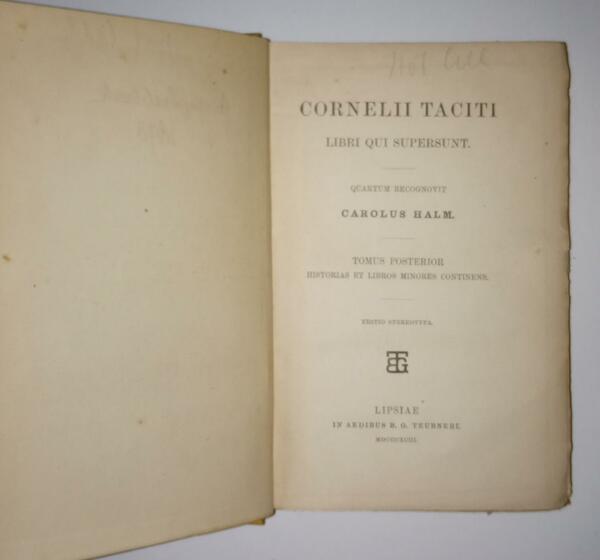 CORNELII TACITI
LIBRI QUI SUPERSUNT.
QUARTUM RECOGNOVIT
CAROLUS HALM.
TOMUS POSTERIOR
HISTORIAS ET LIBROS MINORES CONTINENS.
EDITIO STEREOTYPA.
BTG
LIPSIAE
IN AEDIBUS B. G. TEUBNERI.